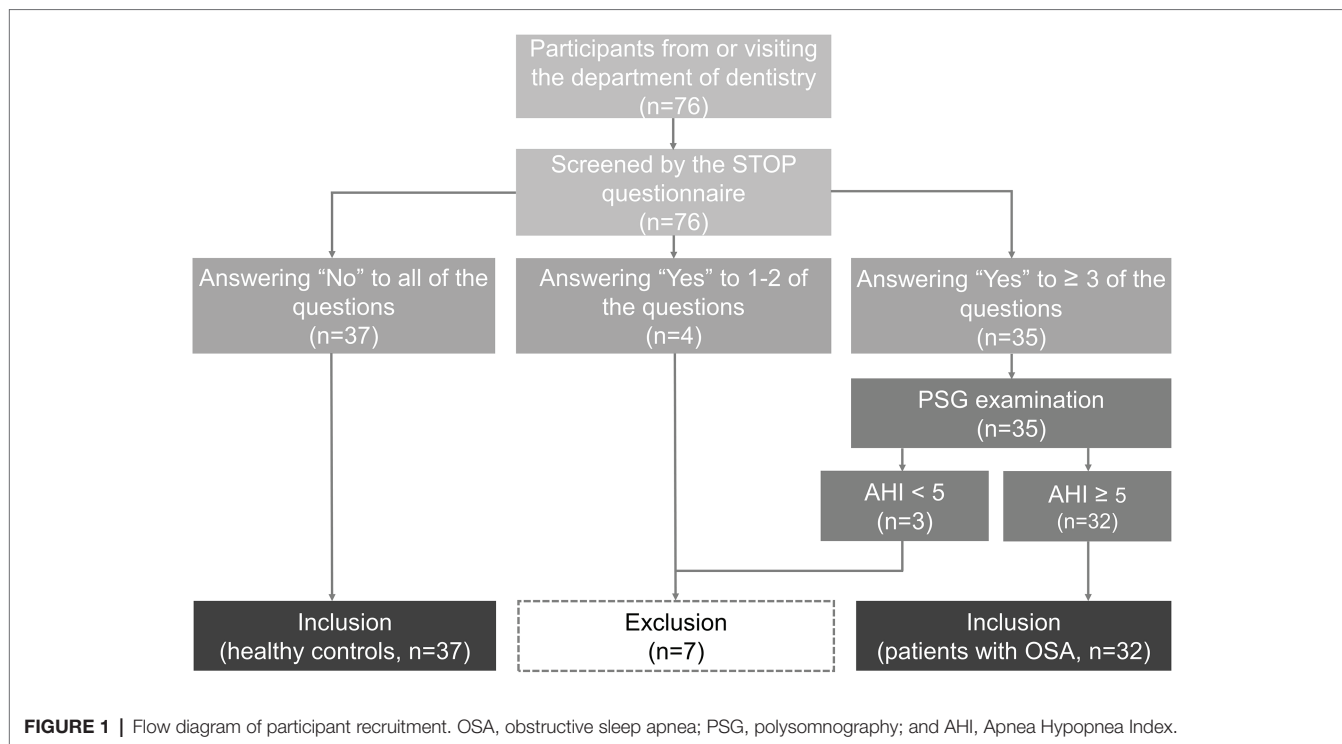 Participants from or visiting
the department of dentistry
(n=76)
Screened by the STOP
questionnaire
(n=76)
Answering “No” to all of the
questions
(n=37)
Answering “Yes” to 1-2 of
the questions
(n=4)
Answering “Yes” to ≥ 3 of the
questions
(n=35)
PSG examination
(n=35)
AHI < 5
(n=3)
AHI ≥ 5
(n=32)
Inclusion
(healthy controls, n=37)
Exclusion
(n=7)
Inclusion
(patients with OSA, n=32)
FIGURE 1 | Flow diagram of participant recruitment. OSA, obstructive sleep apnea; PSG, polysomnography; and AHI, Apnea Hypopnea Index.